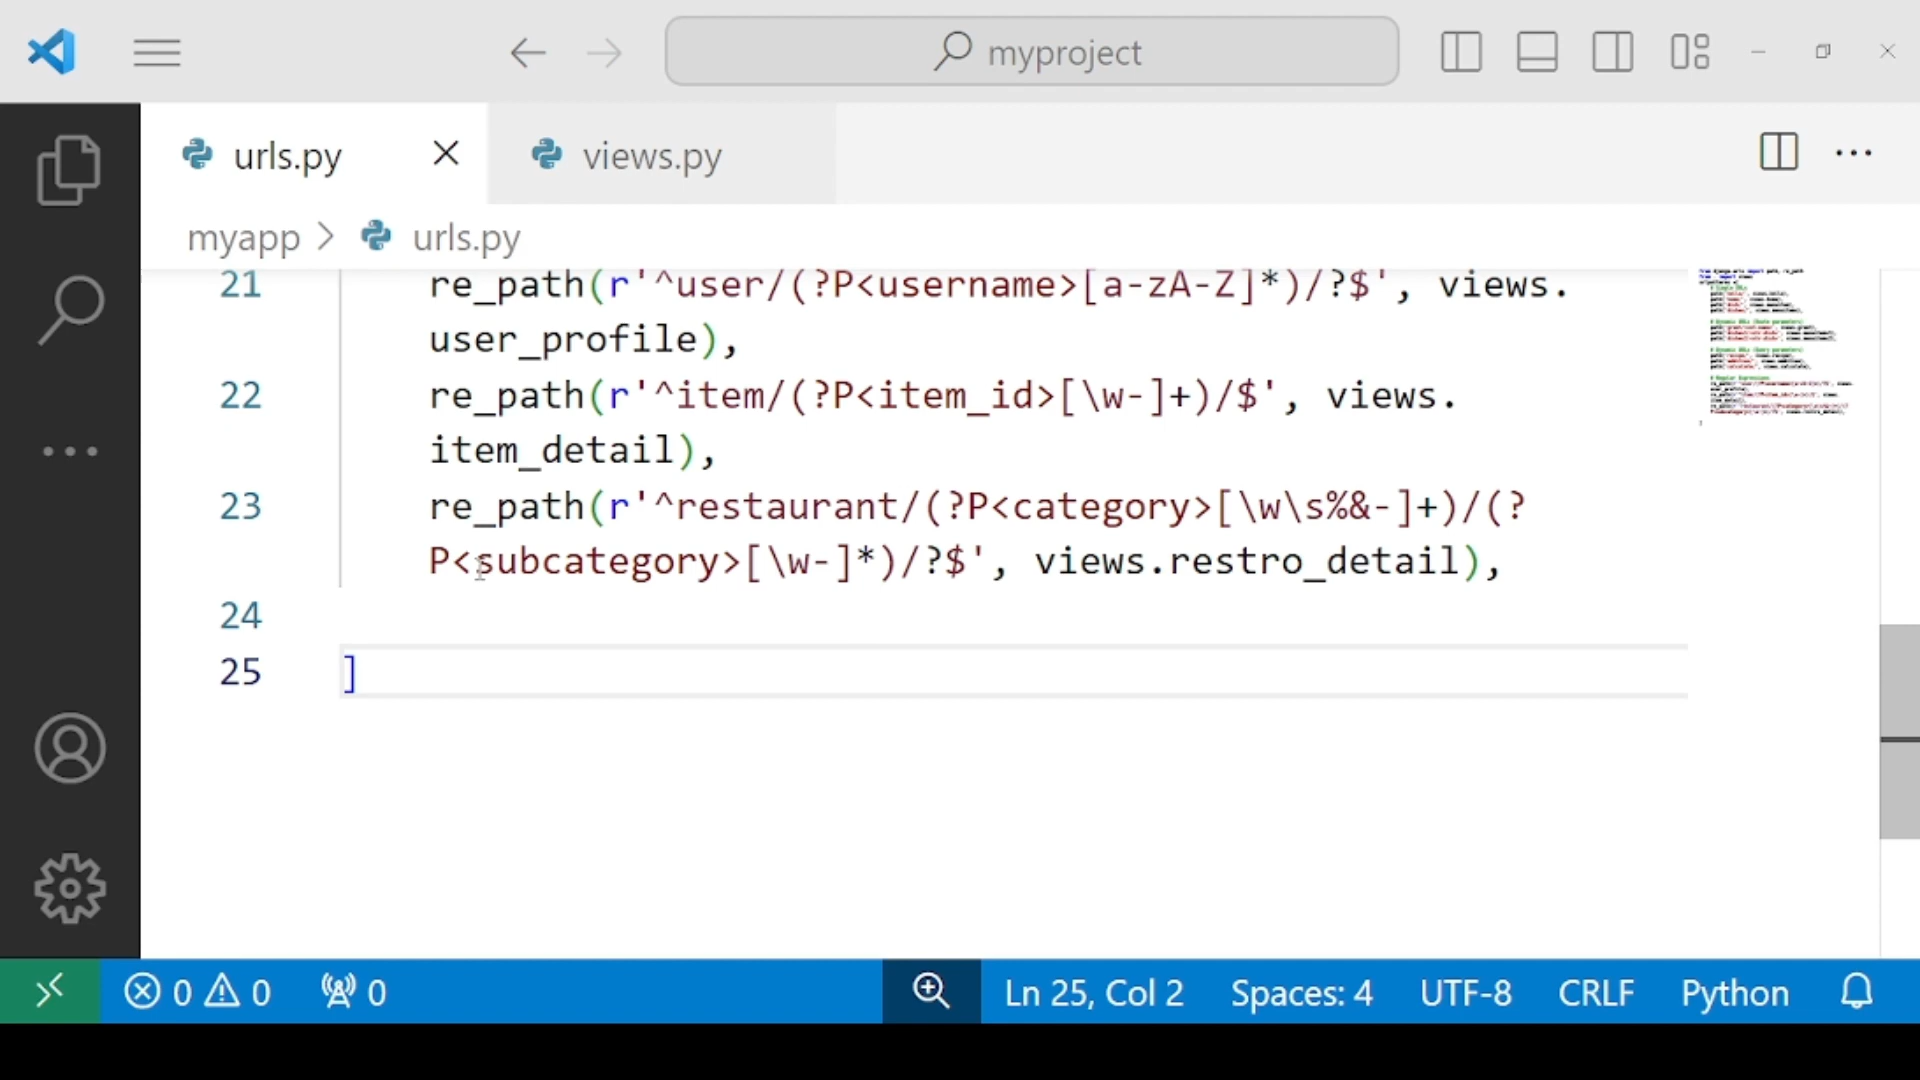 myproject
urls.py
views.py
myapp > urls.py
21 re_path(r'^user/(?P<username>[a-zA-Z]*)/?$', views.
user_profile),
22 re_path(r'^item/(?P<item_id>[\w-]+)/$', views.
item_detail),
23 re_path(r'^restaurant/(?P<category>[\w\s%&-]+)/(?
P<subcategory>[\w-]*)/?$', views.restro_detail),
24
25 ]
0 0 0 Ln 25, Col 2 Spaces: 4 UTF-8 CRLF Python